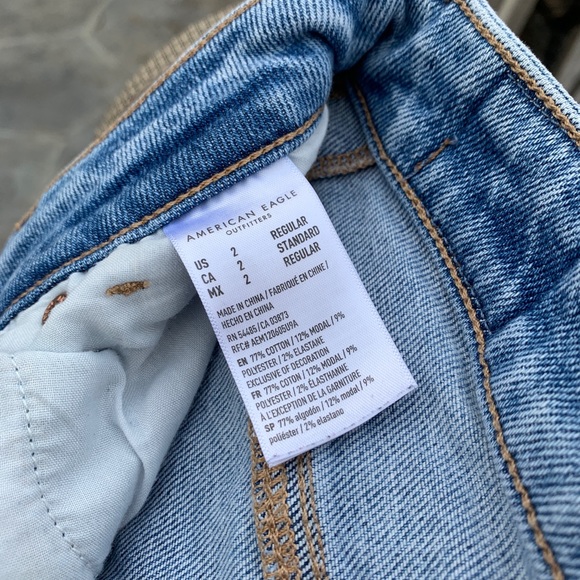 AMERICAN EAGLE
OUTFITTERS
US 2 REGULAR
CA 2 STANDARD
MX 2 REGULAR
MADE IN CHINA / FABRIQUÉ EN CHINE /
HECHO EN CHINA
RN 54485 / CA 03873
RFC# AEM120605U9A
EN 77% COTTON / 12% MODAL / 9%
POLYESTER / 2% ELASTANE
EXCLUSIVE OF DECORATION
FR 77% COTON / 12% MODAL / 9%
POLYESTER / 2% ÉLASTHANNE
À L'EXCEPTION DE LA GARNITURE
SP 77% algodón / 12% modal / 9%
poliéster / 2% elastano